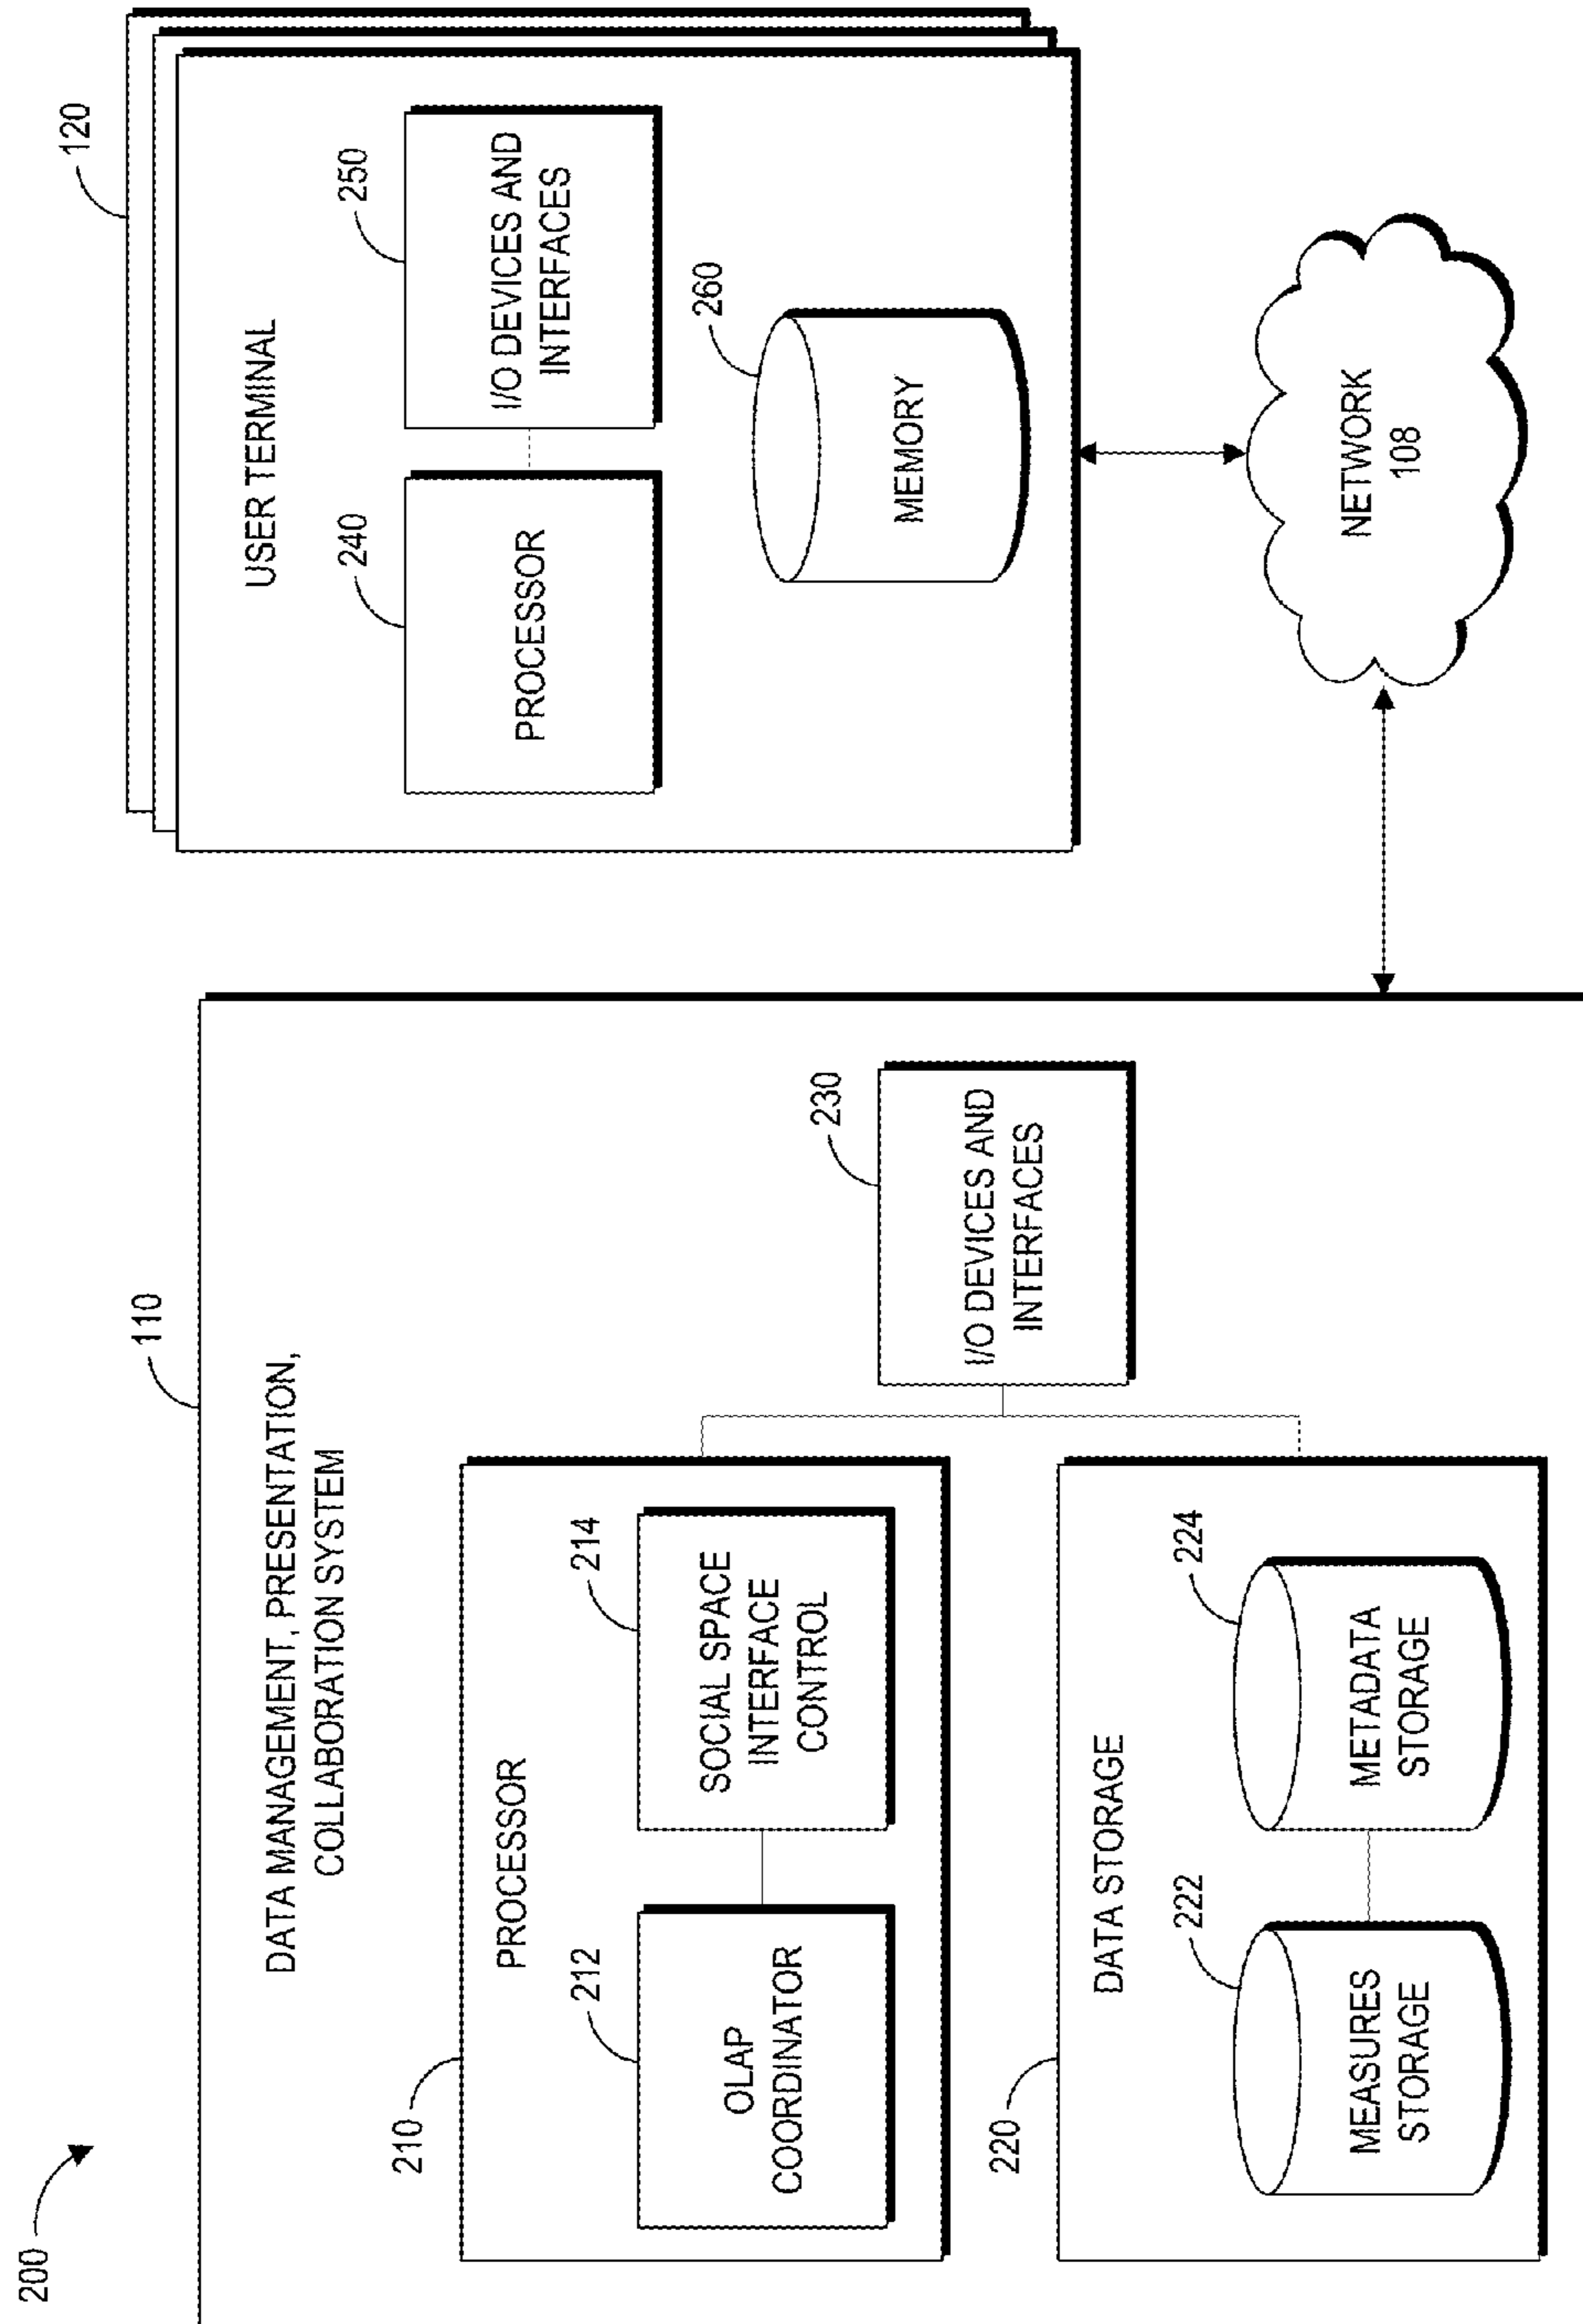 200
110
DATA MANAGEMENT, PRESENTATION,
COLLABORATION SYSTEM
210
PROCESSOR
212
OLAP
COORDINATOR
214
SOCIAL SPACE
INTERFACE
CONTROL
220
DATA STORAGE
222
MEASURES
STORAGE
224
METADATA
STORAGE
230
I/O DEVICES AND
INTERFACES
120
USER TERMINAL
240
PROCESSOR
250
I/O DEVICES AND
INTERFACES
260
MEMORY
NETWORK
108